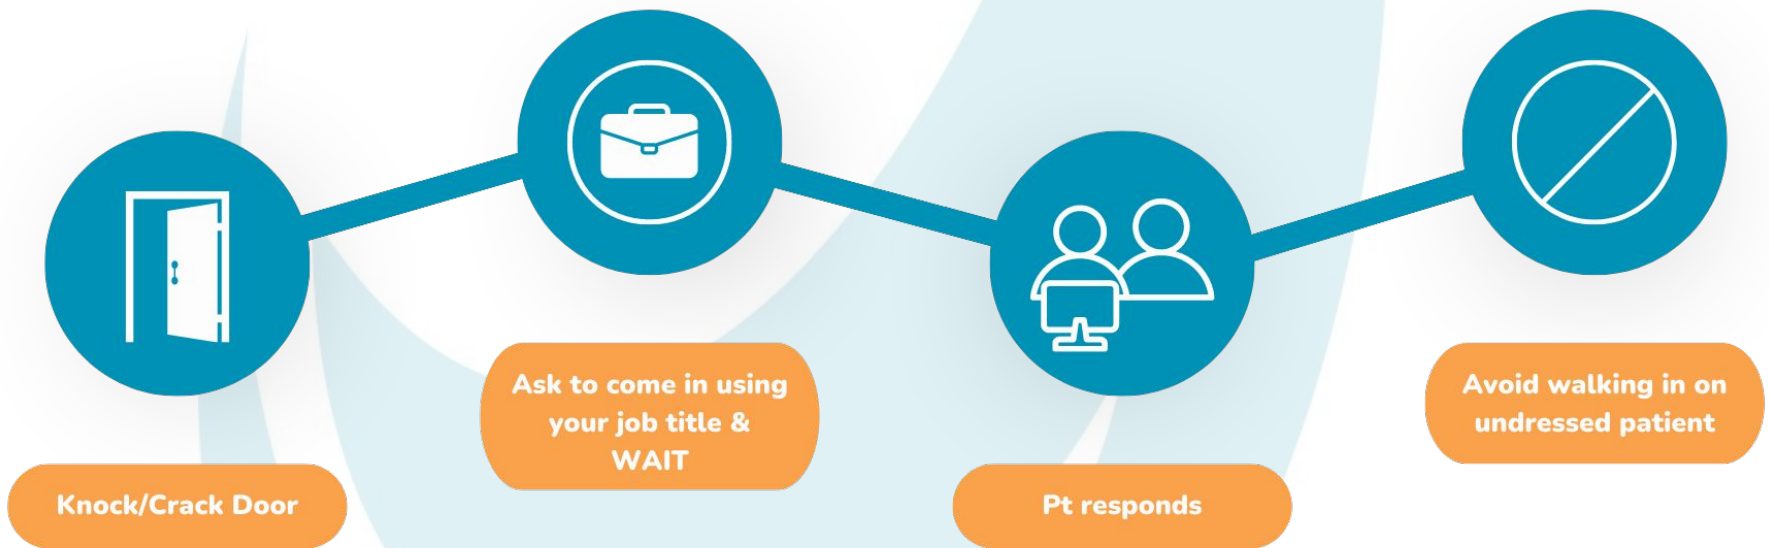 Knock/Crack Door
Ask to come in using
your job title &
WAIT
Pt responds
Avoid walking in on
undressed patient